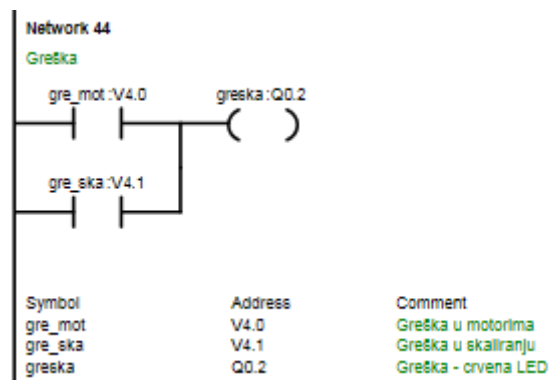 Network 44
Greška
gre_mot:V4.0 greska:Q0.2
gre_ska:V4.1
Symbol Address Comment
gre_mot V4.0 Greška u motorima
gre_ska V4.1 Greška u skaliranju
greska Q0.2 Greška - crvena LED